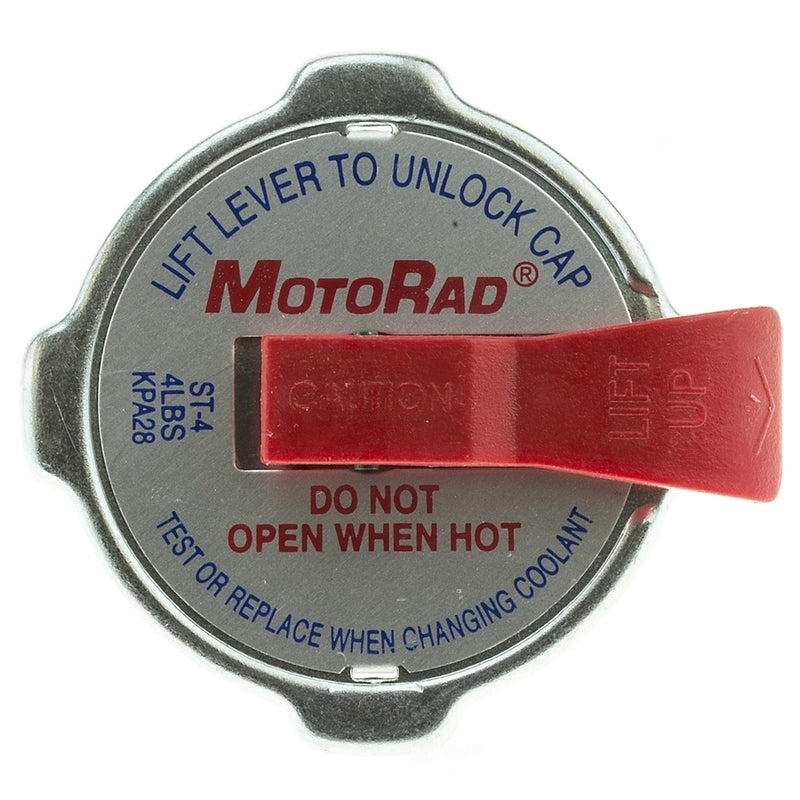 LIFT LEVER TO UNLOCK CAP
MOTORAD®
ST-4
4LBS
KPA28
CAUTION
LIFT
UP
DO NOT
OPEN WHEN HOT
TEST OR REPLACE WHEN CHANGING COOLANT